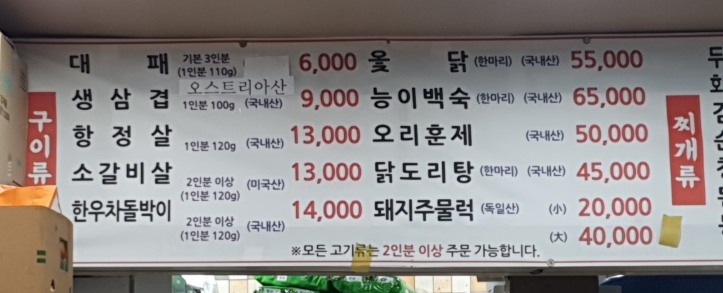 구이류
대패 기본 3인분 (1인분 110g) 오스트리아산 6,000
생삼겹 1인분 100g (국내산) 9,000
항정살 1인분 120g (국내산) 13,000
소갈비살 2인분 이상 (1인분 120g) (미국산) 13,000
한우차돌박이 2인분 이상 (1인분 120g) (국내산) 14,000
옻닭 (한마리) (국내산) 55,000
능이백숙 (한마리) (국내산) 65,000
오리훈제 (국내산) 50,000
닭도리탕 (한마리) (국내산) 45,000
돼지주물럭 (독일산) (小) 20,000
(大) 40,000
※모든 고기류는 2인분 이상 주문 가능합니다.
찌개류